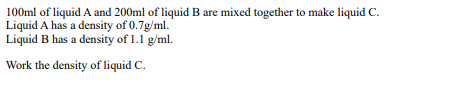 100ml of liquid A and 200ml of liquid B are mixed together to make liquid C.
Liquid A has a density of 0.7g/ml.
Liquid B has a density of 1.1 g/ml.
Work the density of liquid C.